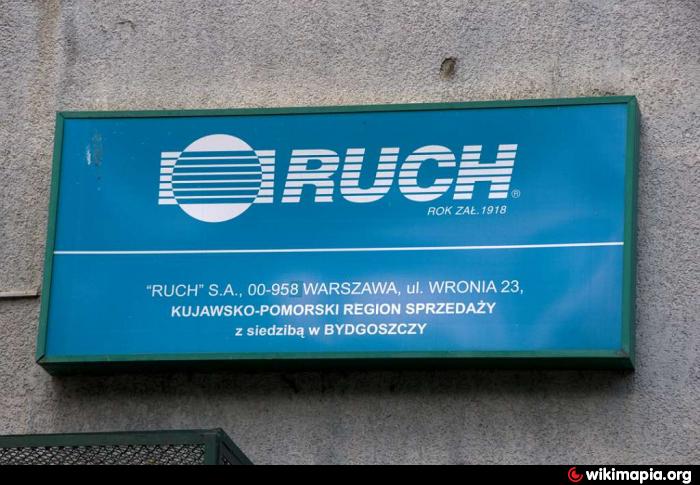 RUCH®
ROK ZAŁ. 1918
"RUCH" S.A., 00-958 WARSZAWA, ul. WRONIA 23,
KUJAWSKO-POMORSKI REGION SPRZEDAŻY
z siedzibą w BYDGOSZCZY
wikimapia.org